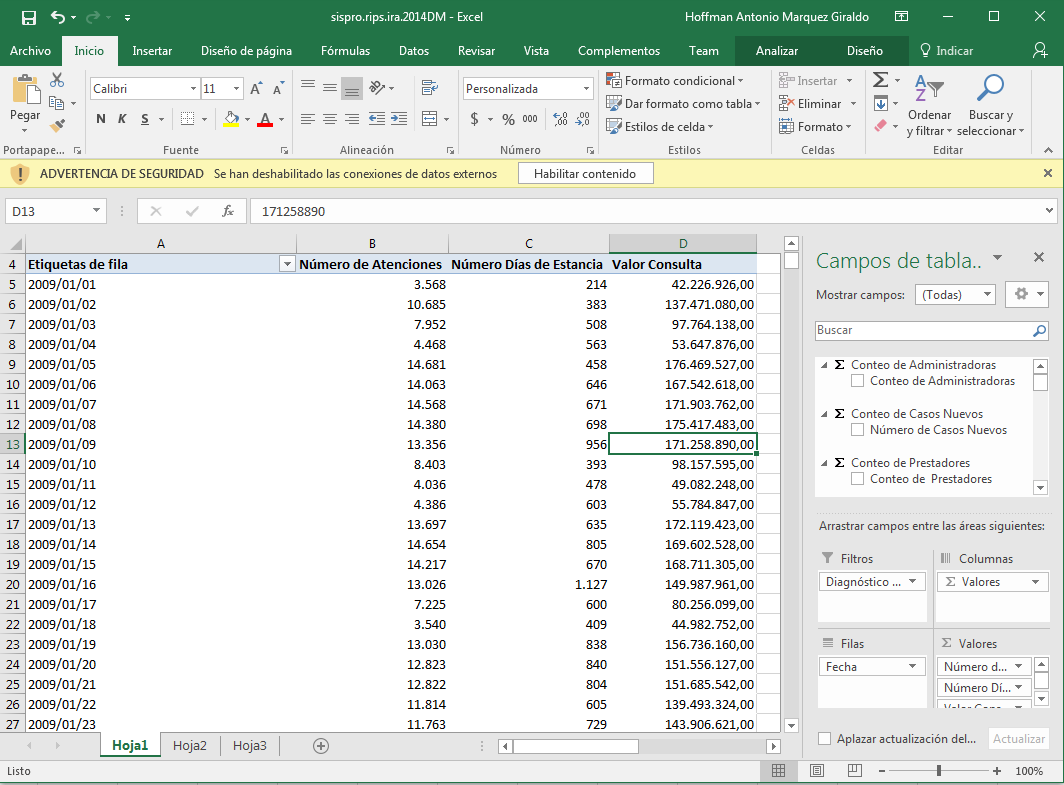 sispro.rips.ira.2014DM - Excel Hoffman Antonio Marquez Giraldo
Archivo Inicio Insertar Diseño de página Fórmulas Datos Revisar Vista Complementos Team Analizar Diseño Indicar
Pegar
Portapape...
Calibri 11
N K S A
Fuente
Alineación
Personalizada
$ % 000
Número
Formato condicional
Dar formato como tabla
Estilos de celda
Estilos
Insertar
Eliminar
Formato
Celdas
Ordenar
y filtrar
Buscar y
seleccionar
Editar
ADVERTENCIA DE SEGURIDAD Se han deshabilitado las conexiones de datos externos Habilitar contenido
D13 fx 171258890
A B C D
4 Etiquetas de fila Número de Atenciones Número Días de Estancia Valor Consulta
5 2009/01/01 3.568 214 42.226.926,00
6 2009/01/02 10.685 383 137.471.080,00
7 2009/01/03 7.952 508 97.764.138,00
8 2009/01/04 4.468 563 53.647.876,00
9 2009/01/05 14.681 458 176.469.527,00
10 2009/01/06 14.063 646 167.542.618,00
11 2009/01/07 14.568 671 171.903.762,00
12 2009/01/08 14.380 698 175.417.483,00
13 2009/01/09 13.356 956 171.258.890,00
14 2009/01/10 8.403 393 98.157.595,00
15 2009/01/11 4.036 478 49.082.248,00
16 2009/01/12 4.386 603 55.784.847,00
17 2009/01/13 13.697 635 172.119.423,00
18 2009/01/14 14.654 805 169.602.528,00
19 2009/01/15 14.217 670 168.711.305,00
20 2009/01/16 13.026 1.127 149.987.961,00
21 2009/01/17 7.225 600 80.256.099,00
22 2009/01/18 3.540 409 44.982.752,00
23 2009/01/19 13.030 838 156.736.160,00
24 2009/01/20 12.823 840 151.556.127,00
25 2009/01/21 12.822 804 151.685.542,00
26 2009/01/22 11.814 605 139.493.324,00
27 2009/01/23 11.763 729 143.906.621,00
Campos de tabla..
Mostrar campos: (Todas)
Buscar
Σ Conteo de Administradoras
Conteo de Administradoras
Σ Conteo de Casos Nuevos
Número de Casos Nuevos
Σ Conteo de Prestadores
Conteo de Prestadores
Arrastrar campos entre las áreas siguientes:
Filtros Columnas
Diagnóstico ... Σ Valores
Filas Σ Valores
Fecha Número d...
Número Dí...
Valor Cons...
Aplazar actualización del... Actualizar
Hoja1 Hoja2 Hoja3
Listo 100%